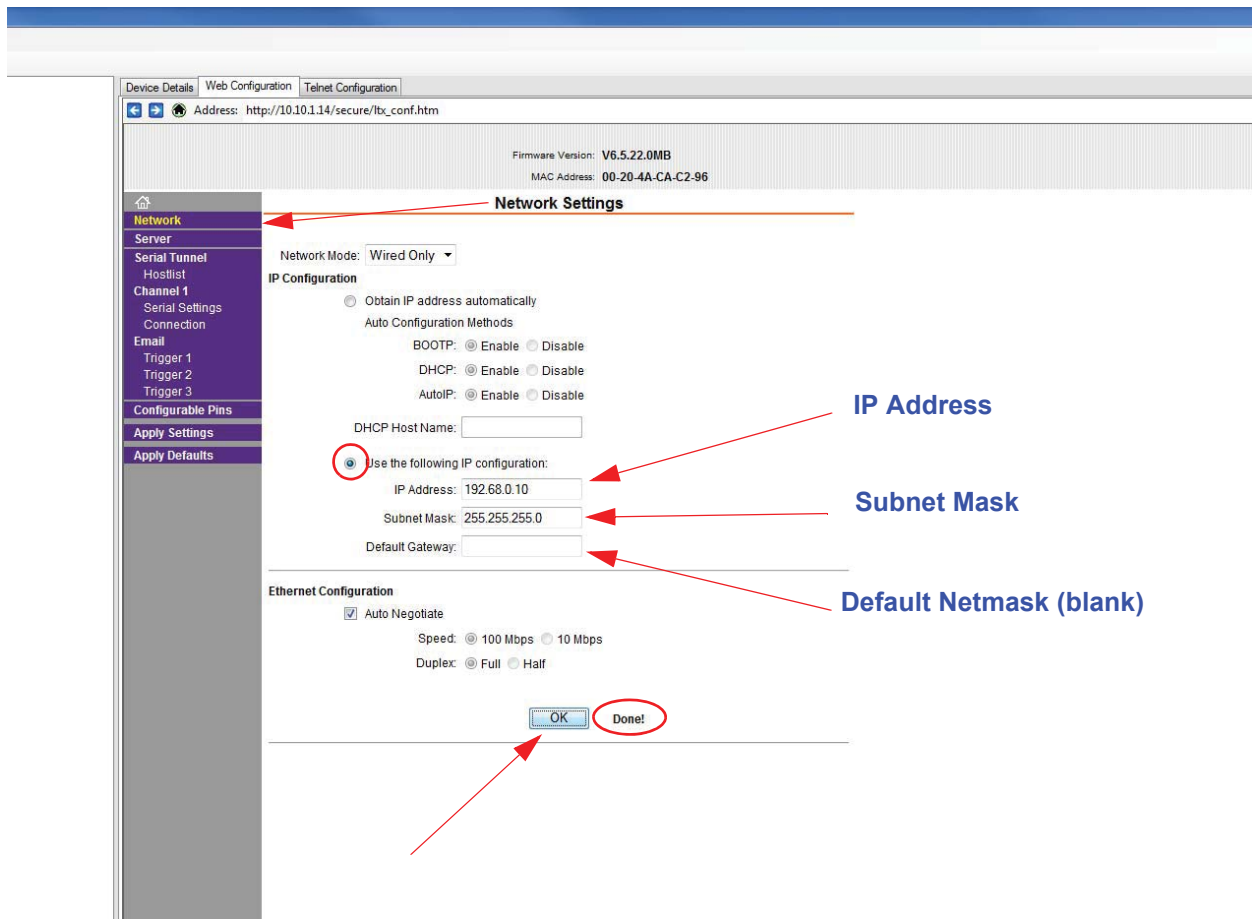 Device Details Web Configuration Telnet Configuration
Address: http://10.10.1.14/secure/ltx_conf.htm
Firmware Version: V6.5.22.0MB
MAC Address: 00-20-4A-CA-C2-96
Network
Server
Serial Tunnel
Hostlist
Channel 1
Serial Settings
Connection
Email
Trigger 1
Trigger 2
Trigger 3
Configurable Pins
Apply Settings
Apply Defaults
Network Settings
Network Mode: Wired Only
IP Configuration
Obtain IP address automatically
Auto Configuration Methods
BOOTP: Enable Disable
DHCP: Enable Disable
AutoIP: Enable Disable
DHCP Host Name:
Use the following IP configuration:
IP Address: 192.68.0.10
Subnet Mask: 255.255.255.0
Default Gateway:
IP Address
Subnet Mask
Default Netmask (blank)
Ethernet Configuration
Auto Negotiate
Speed: 100 Mbps 10 Mbps
Duplex: Full Half
OK Done!